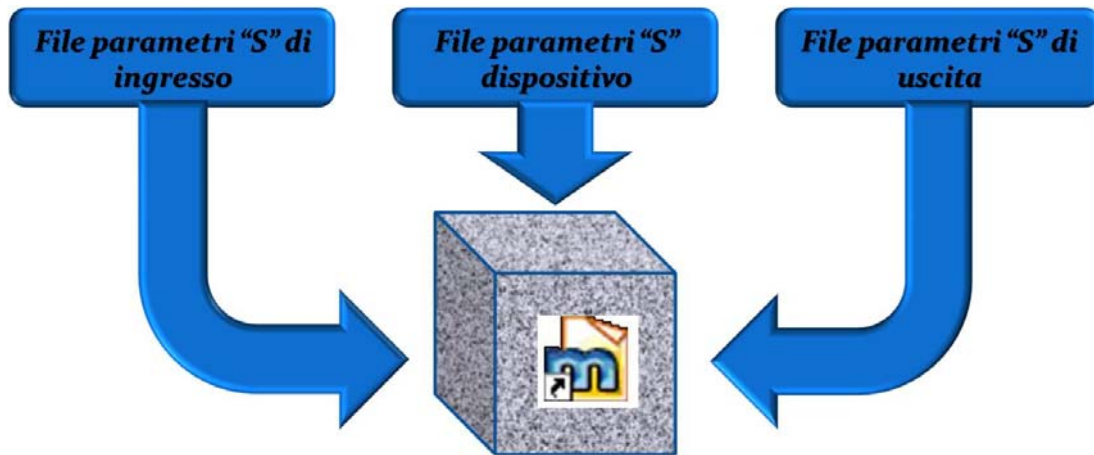 File parametri “S” di
ingresso
File parametri “S”
dispositivo
File parametri “S” di
uscita
m